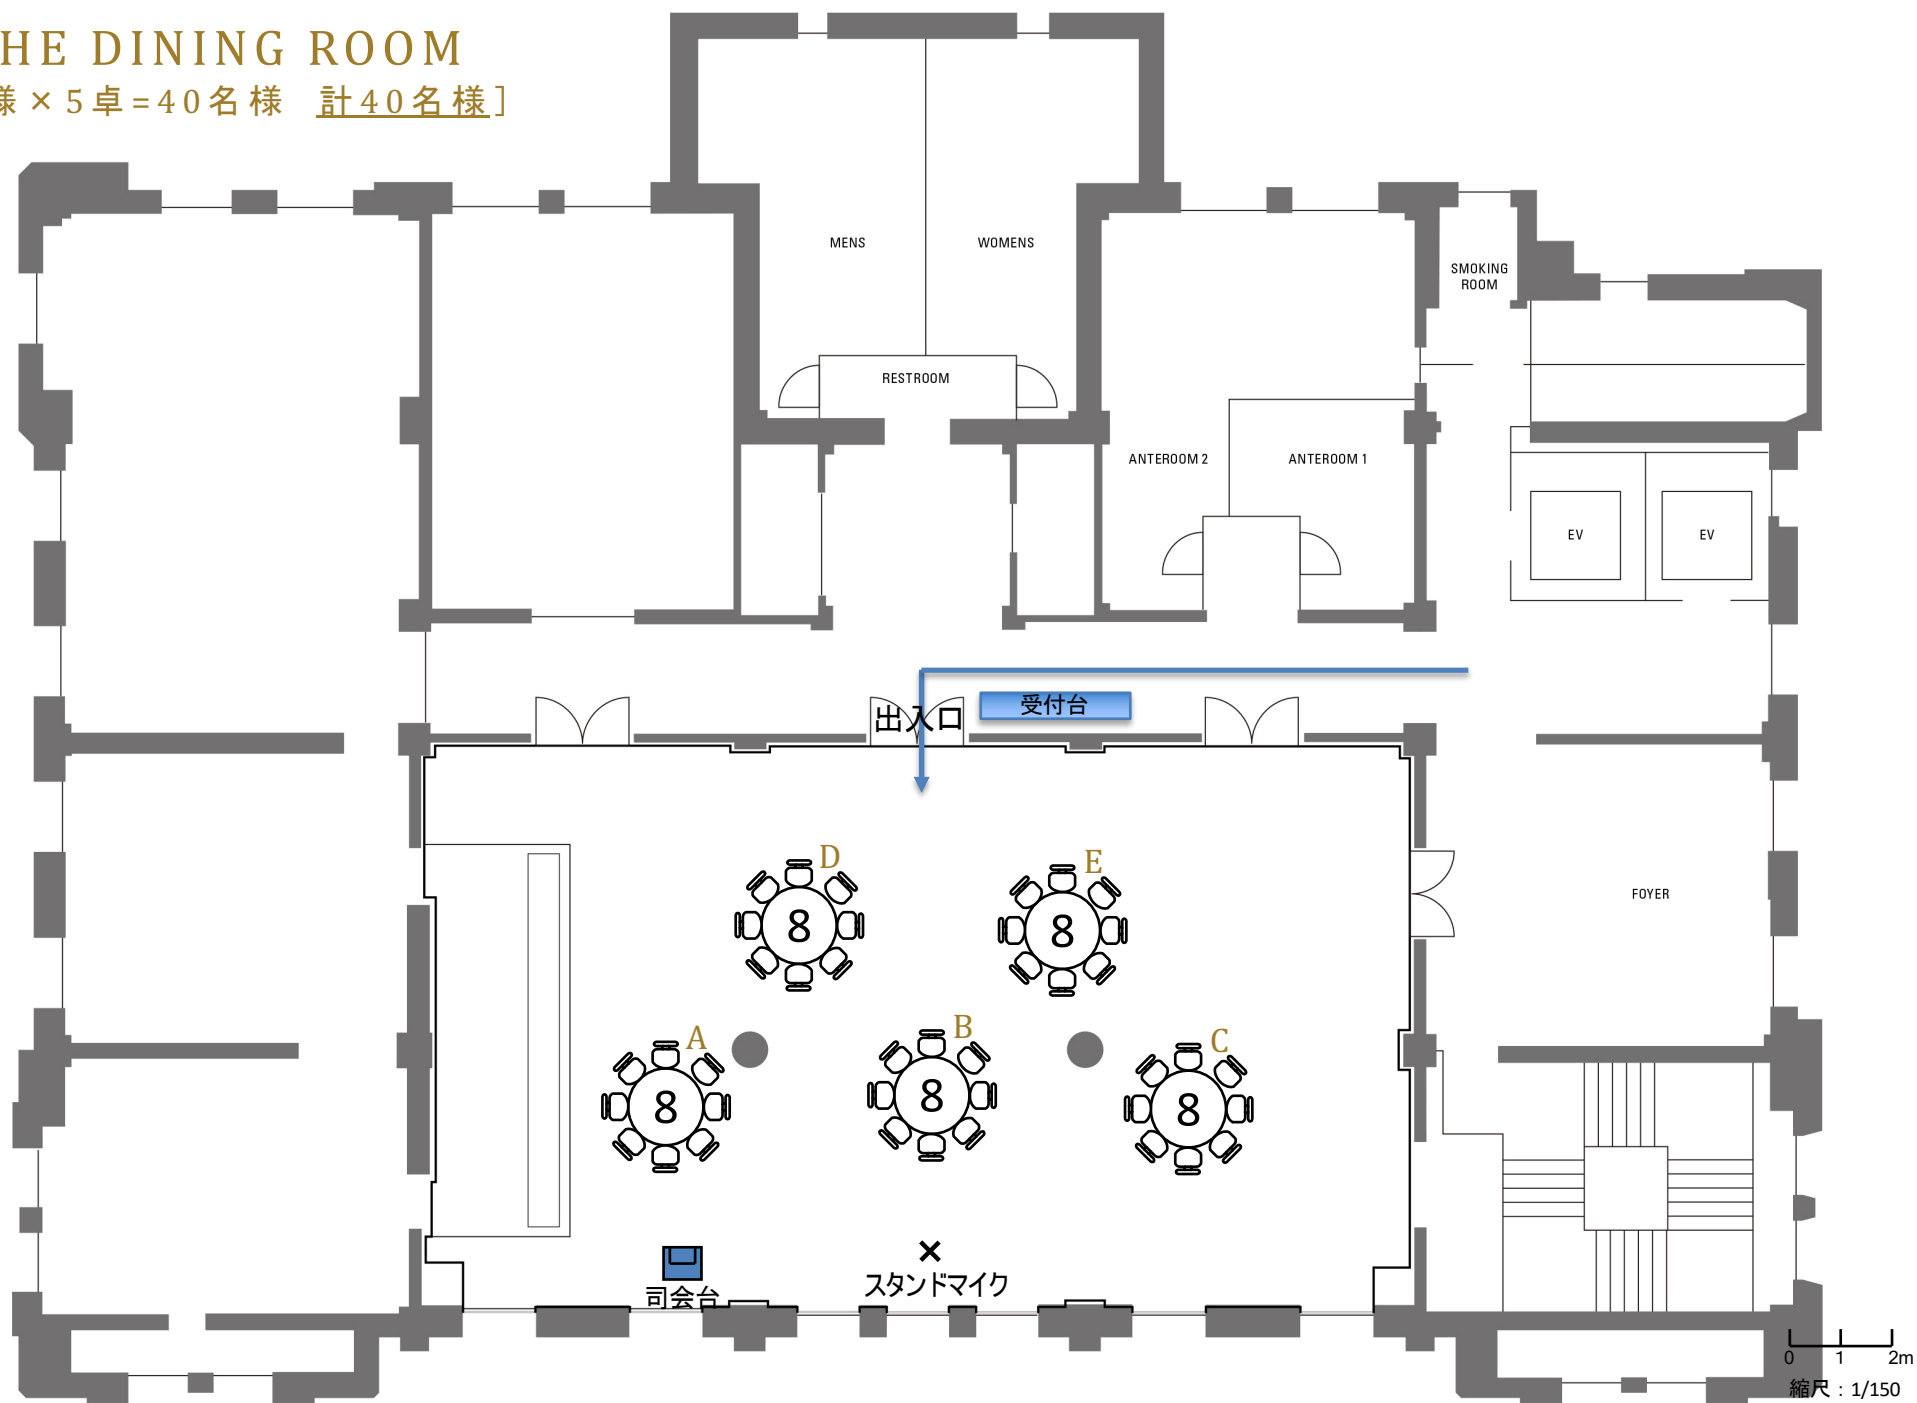 HE DINING ROOM
様×5卓=40名様 計40名様]
MENS
WOMENS
SMOKING
ROOM
RESTROOM
ANTEROOM 2
ANTEROOM 1
EV
EV
受付台
出入口
D
E
8
8
FOYER
A
B
C
8
8
8
スタンドマイク
司会台
0 1 2m
縮尺：1/150